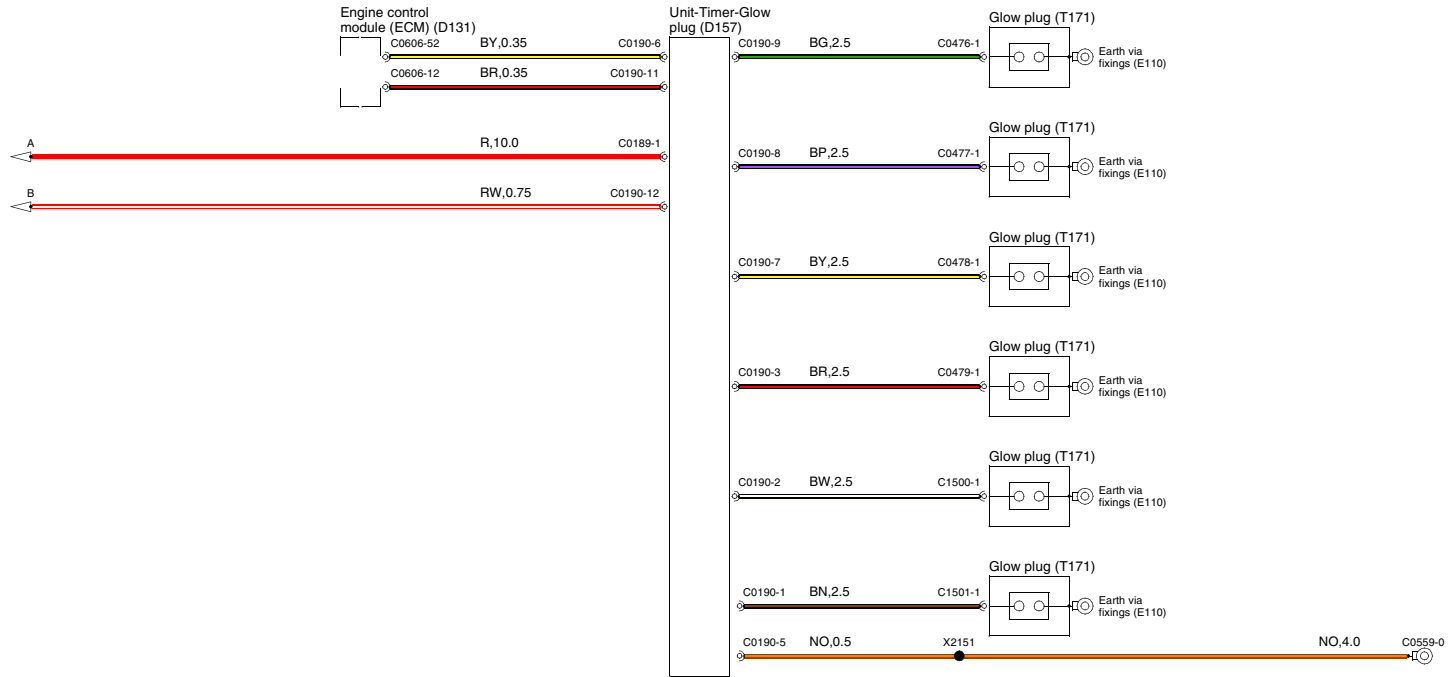 Engine control
module (ECM) (D131)
Unit-Timer-Glow
plug (D157)
Glow plug (T171)
C0606-52 BY,0.35 C0190-6
C0190-9 BG,2.5 C0476-1
Earth via
fixings (E110)
C0606-12 BR,0.35 C0190-11
Glow plug (T171)
A R,10.0 C0189-1
C0190-8 BP,2.5 C0477-1
Earth via
fixings (E110)
B RW,0.75 C0190-12
Glow plug (T171)
C0190-7 BY,2.5 C0478-1
Earth via
fixings (E110)
Glow plug (T171)
C0190-3 BR,2.5 C0479-1
Earth via
fixings (E110)
Glow plug (T171)
C0190-2 BW,2.5 C1500-1
Earth via
fixings (E110)
Glow plug (T171)
C0190-1 BN,2.5 C1501-1
Earth via
fixings (E110)
C0190-5 NO,0.5 X2151 NO,4.0 C0559-0